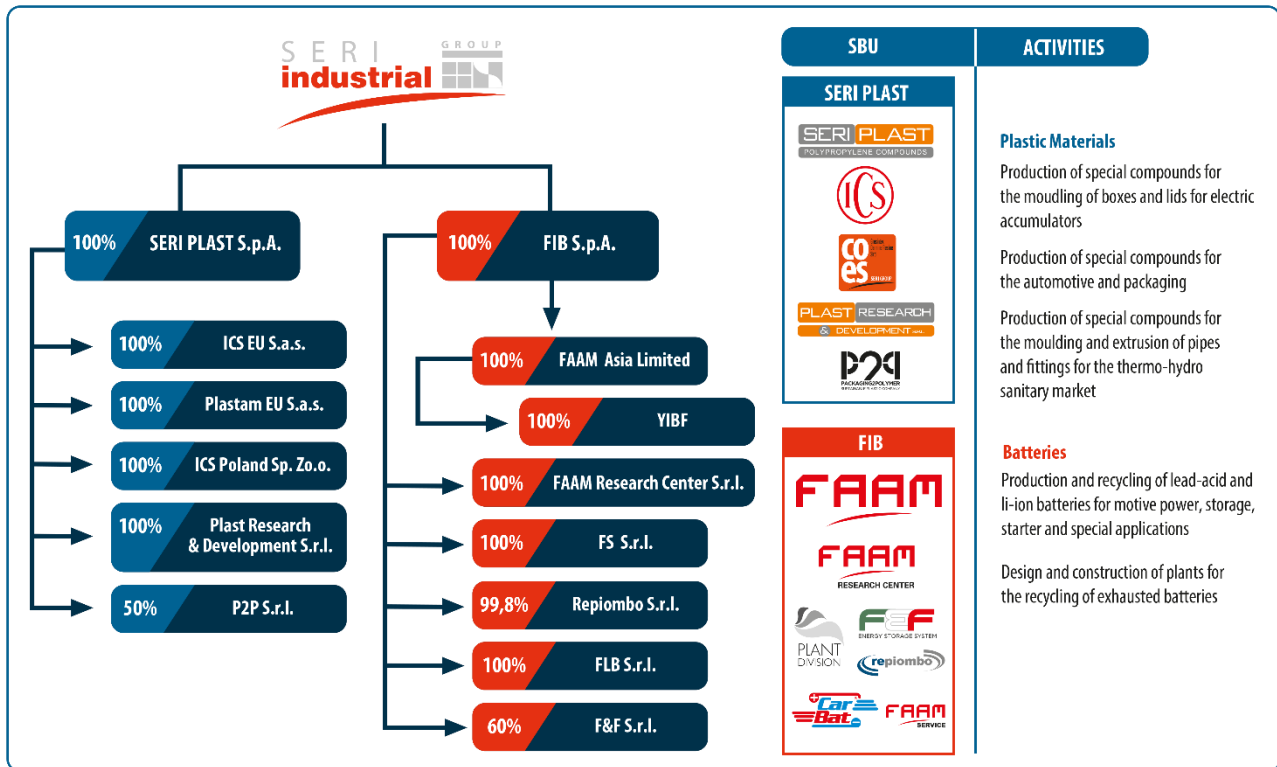 SERI
GROUP
industrial
100%
SERI PLAST S.p.A.
100%
ICS EU S.a.s.
100%
Plastam EU S.a.s.
100%
ICS Poland Sp. Zo.o.
100%
Plast Research
& Development S.r.l.
50%
P2P S.r.l.
100%
FIB S.p.A.
100%
FAAM Asia Limited
100%
YIBF
100%
FAAM Research Center S.r.l.
100%
FS S.r.l.
99,8%
Repiombo S.r.l.
100%
FLB S.r.l.
60%
F&F S.r.l.
SBU
SERI PLAST
SERI PLAST
POLYPROPYLENE COMPOUNDS
ICS
co
es
SERI GROUP
PLAST RESEARCH
& DEVELOPMENT
P2P
PACKAGING2POLYMER
FIB
FAAM
FAAM
RESEARCH CENTER
PLANT
DIVISION
F&F
ENERGY STORAGE SYSTEM
repiombo
Car
Bat
FAAM
SERVICE
ACTIVITIES
Plastic Materials
Production of special compounds for
the moudling of boxes and lids for electric
accumulators
Production of special compounds for
the automotive and packaging
Production of special compounds for
the moulding and extrusion of pipes
and fittings for the thermo-hydro
sanitary market
Batteries
Production and recycling of lead-acid and
li-ion batteries for motive power, storage,
starter and special applications
Design and construction of plants for
the recycling of exhausted batteries